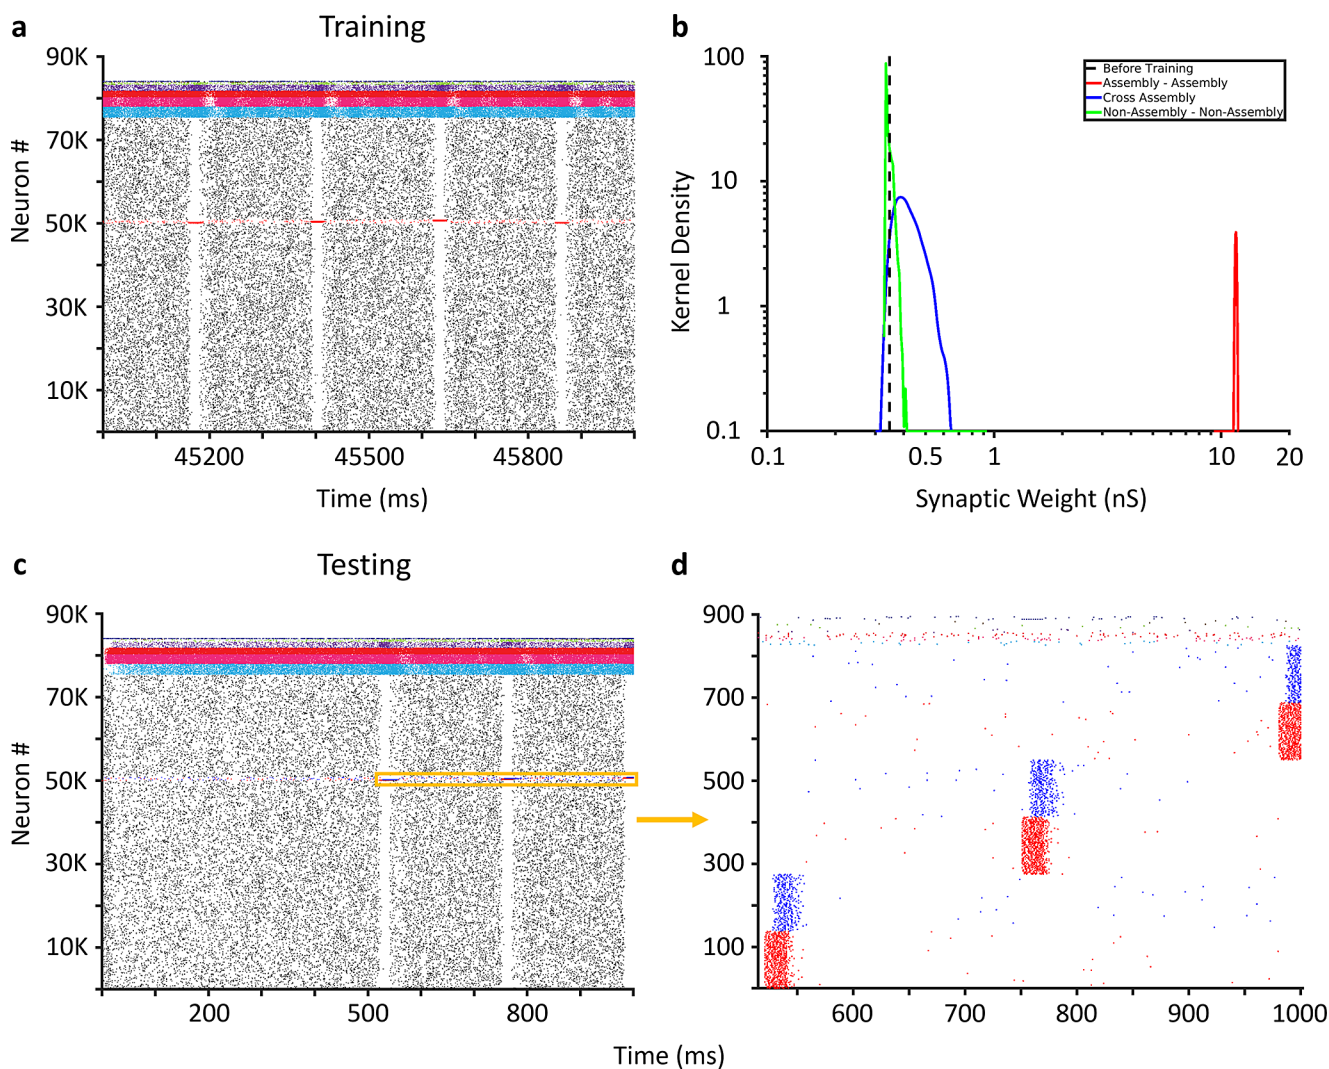 a
Training
90K
70K
50K
30K
10K
Neuron #
45200
45500
45800
Time (ms)
b
100
10
1
0.1
Kernel Density
Before Training
Assembly - Assembly
Cross Assembly
Non-Assembly - Non-Assembly
0.1
0.5
1
10
20
Synaptic Weight (nS)
c
Testing
90K
70K
50K
30K
10K
Neuron #
200
500
800
d
900
700
500
300
100
600
700
800
900
1000
Time (ms)